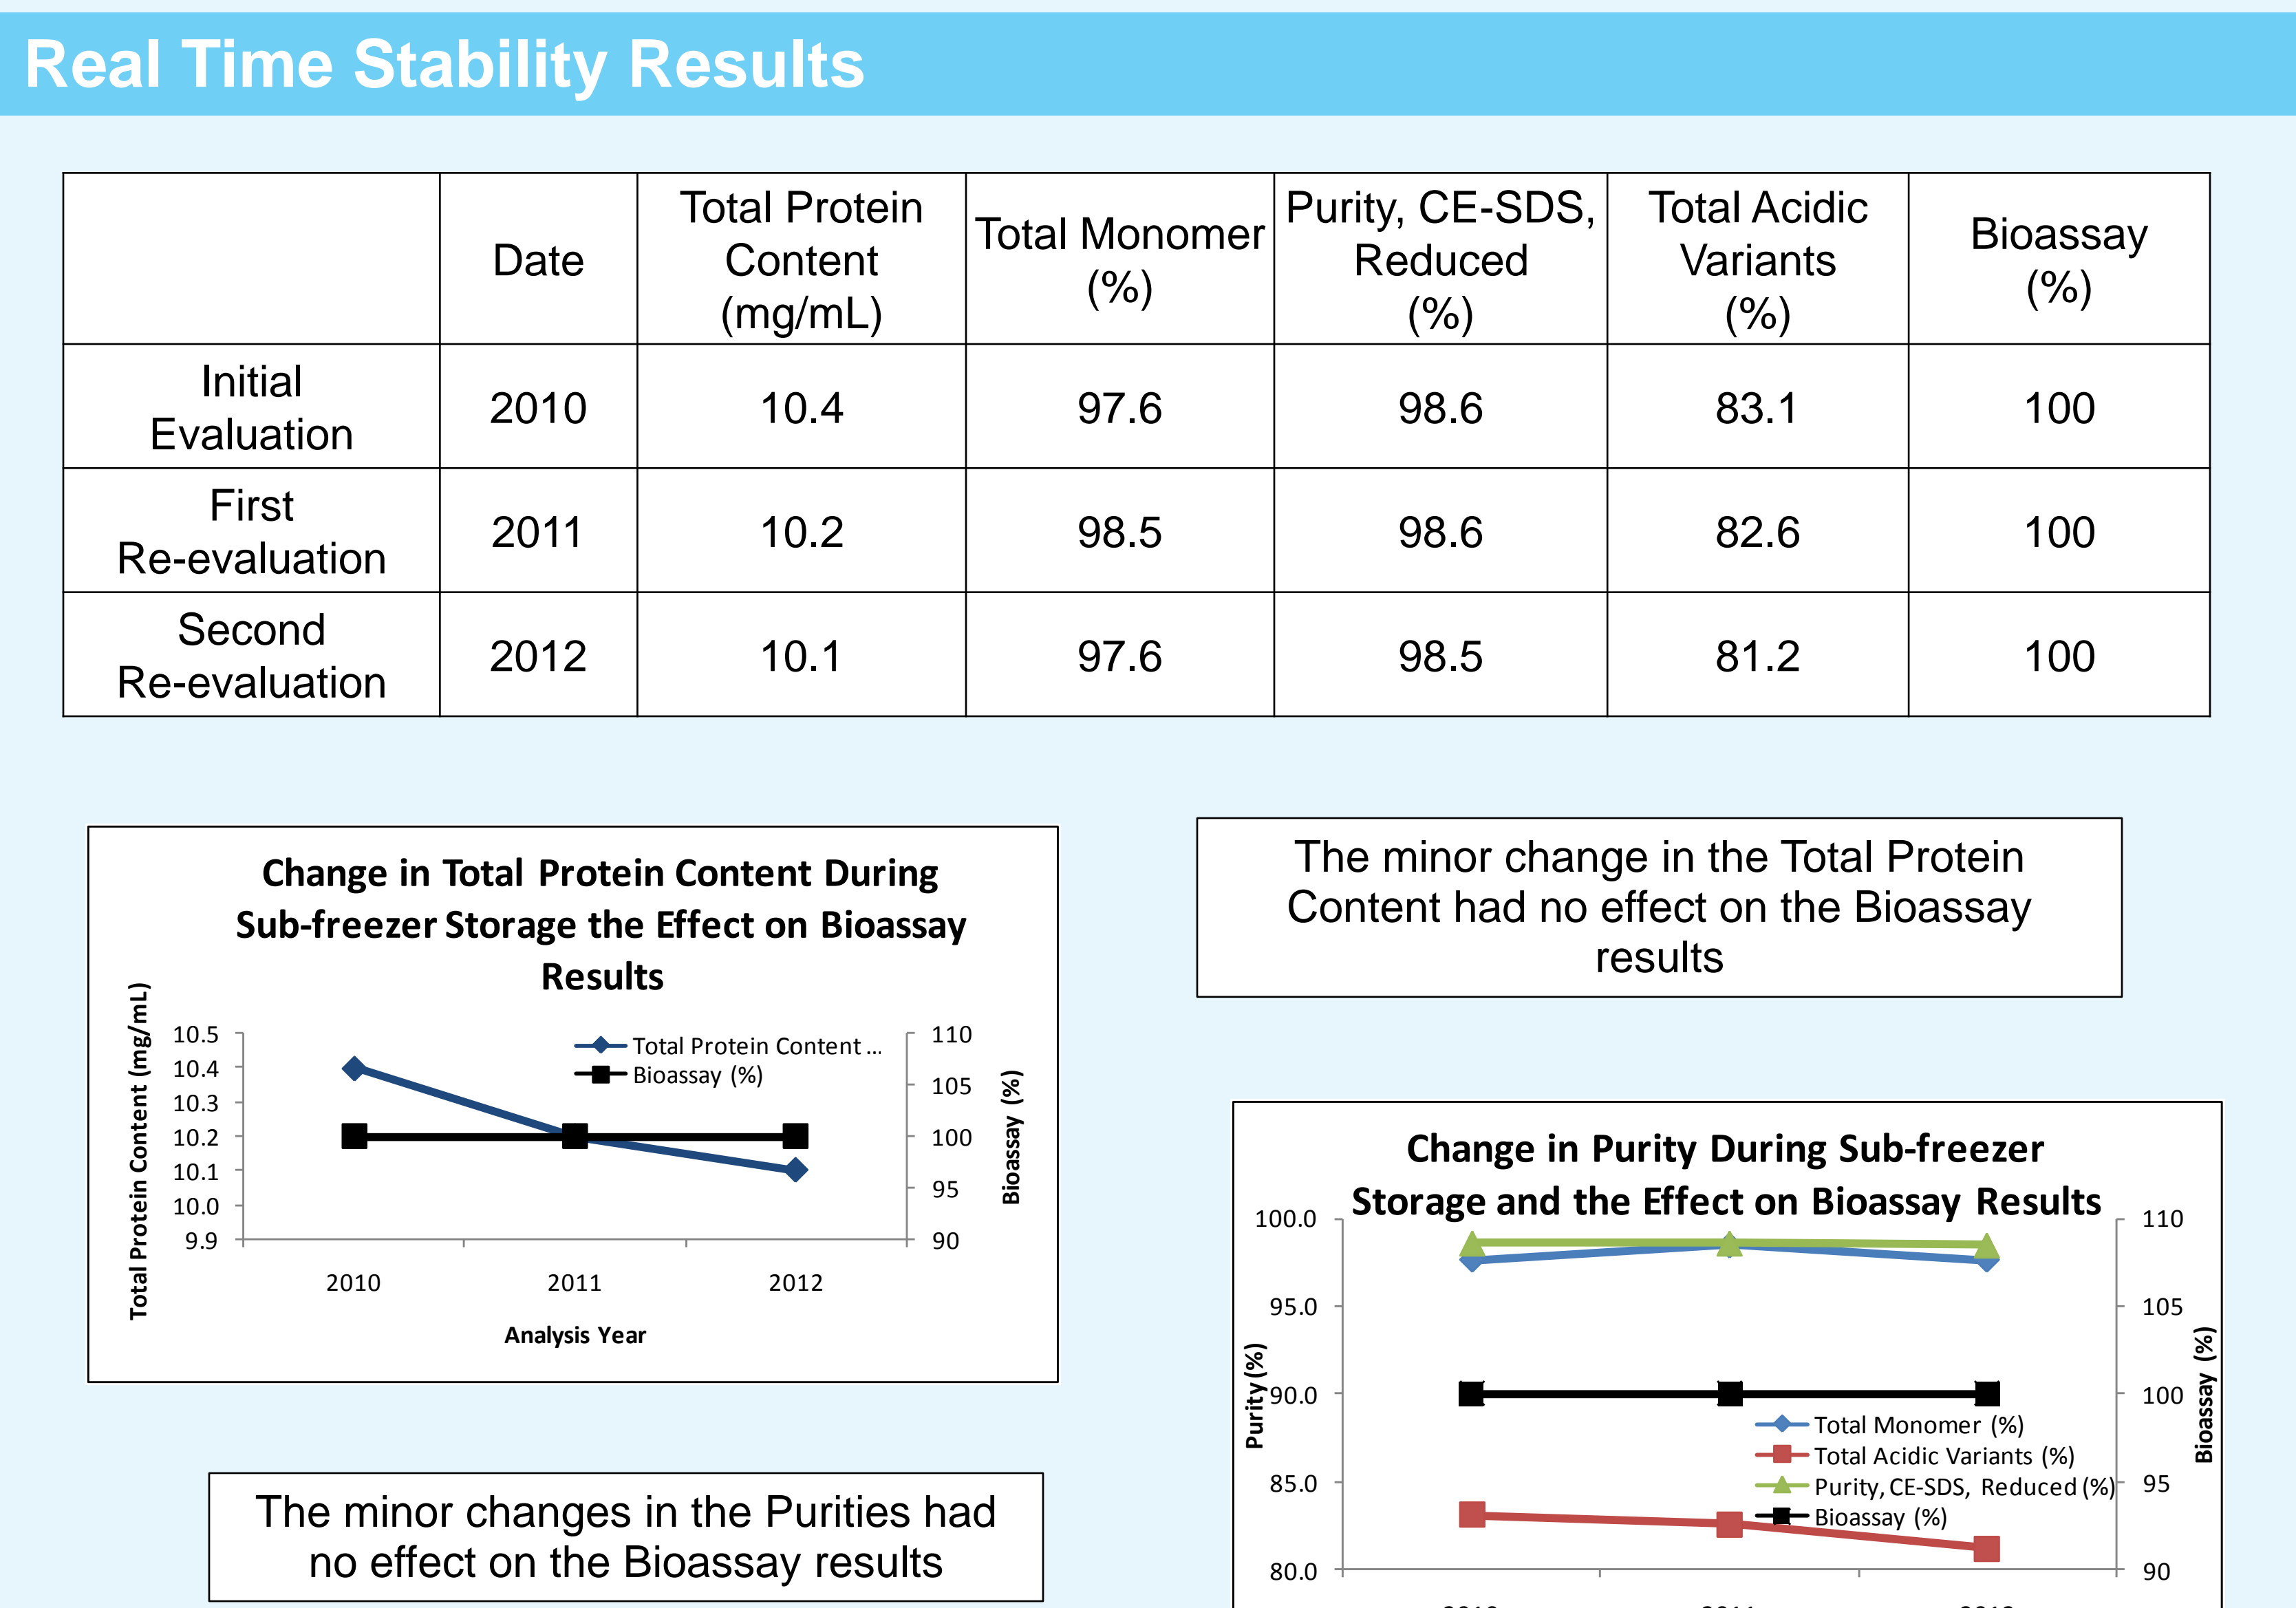 Real Time Stability Results
Date
Total Protein
Content
(mg/mL)
Total Monomer
(%)
Purity, CE-SDS,
Reduced
(%)
Total Acidic
Variants
(%)
Bioassay
(%)
Initial
Evaluation
2010
10.4
97.6
98.6
83.1
100
First
Re-evaluation
2011
10.2
98.5
98.6
82.6
100
Second
Re-evaluation
2012
10.1
97.6
98.5
81.2
100
Change in Total Protein Content During
Sub-freezer Storage the Effect on Bioassay
Results
Total Protein Content (mg/mL)
10.5
10.4
10.3
10.2
10.1
10.0
9.9
Total Protein Content ...
Bioassay (%)
110
105
100
95
90
Bioassay (%)
2010
2011
2012
Analysis Year
The minor change in the Total Protein
Content had no effect on the Bioassay
results
The minor changes in the Purities had
no effect on the Bioassay results
Change in Purity During Sub-freezer
Storage and the Effect on Bioassay Results
Purity (%)
100.0
95.0
90.0
85.0
80.0
Total Monomer (%)
Total Acidic Variants (%)
Purity, CE-SDS, Reduced (%)
Bioassay (%)
110
105
100
95
90
Bioassay (%)